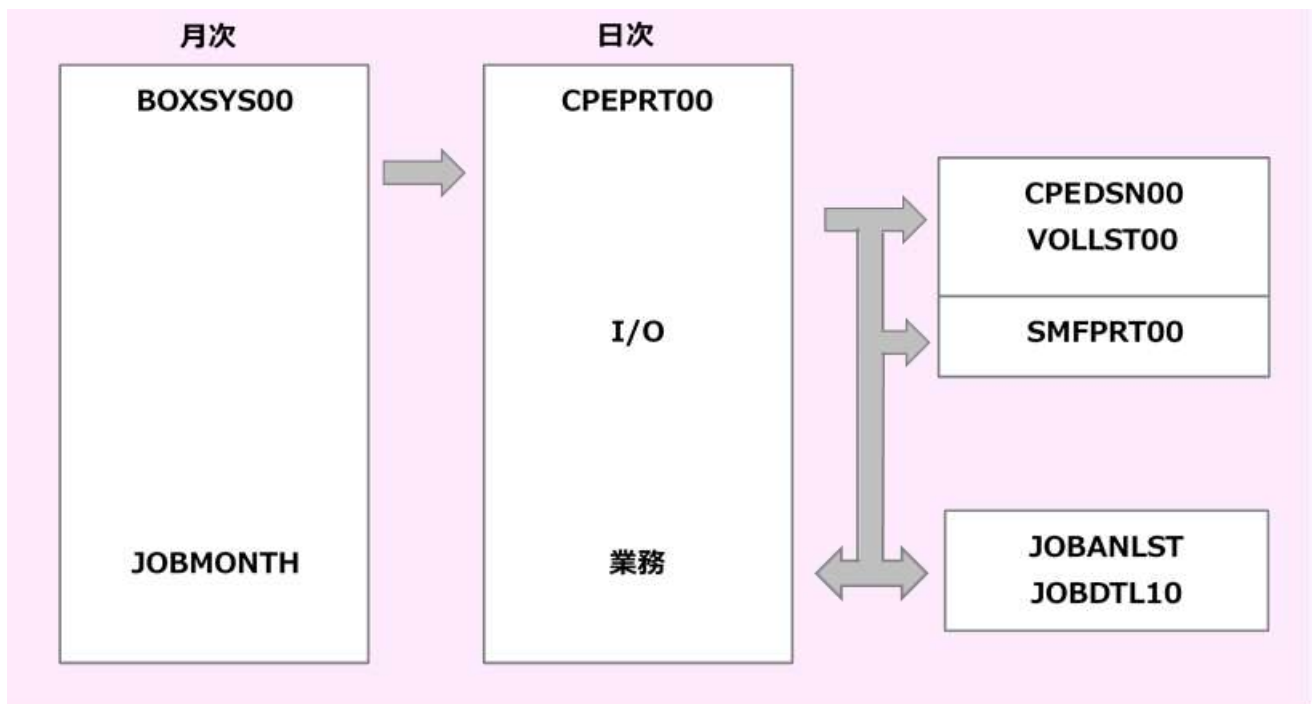 月次
日次
BOXSYS00
CPEPRT00
CPEDSN00
VOLLST00
I/O
SMFPRT00
JOBMONTH
業務
JOBANLST
JOBDTL10